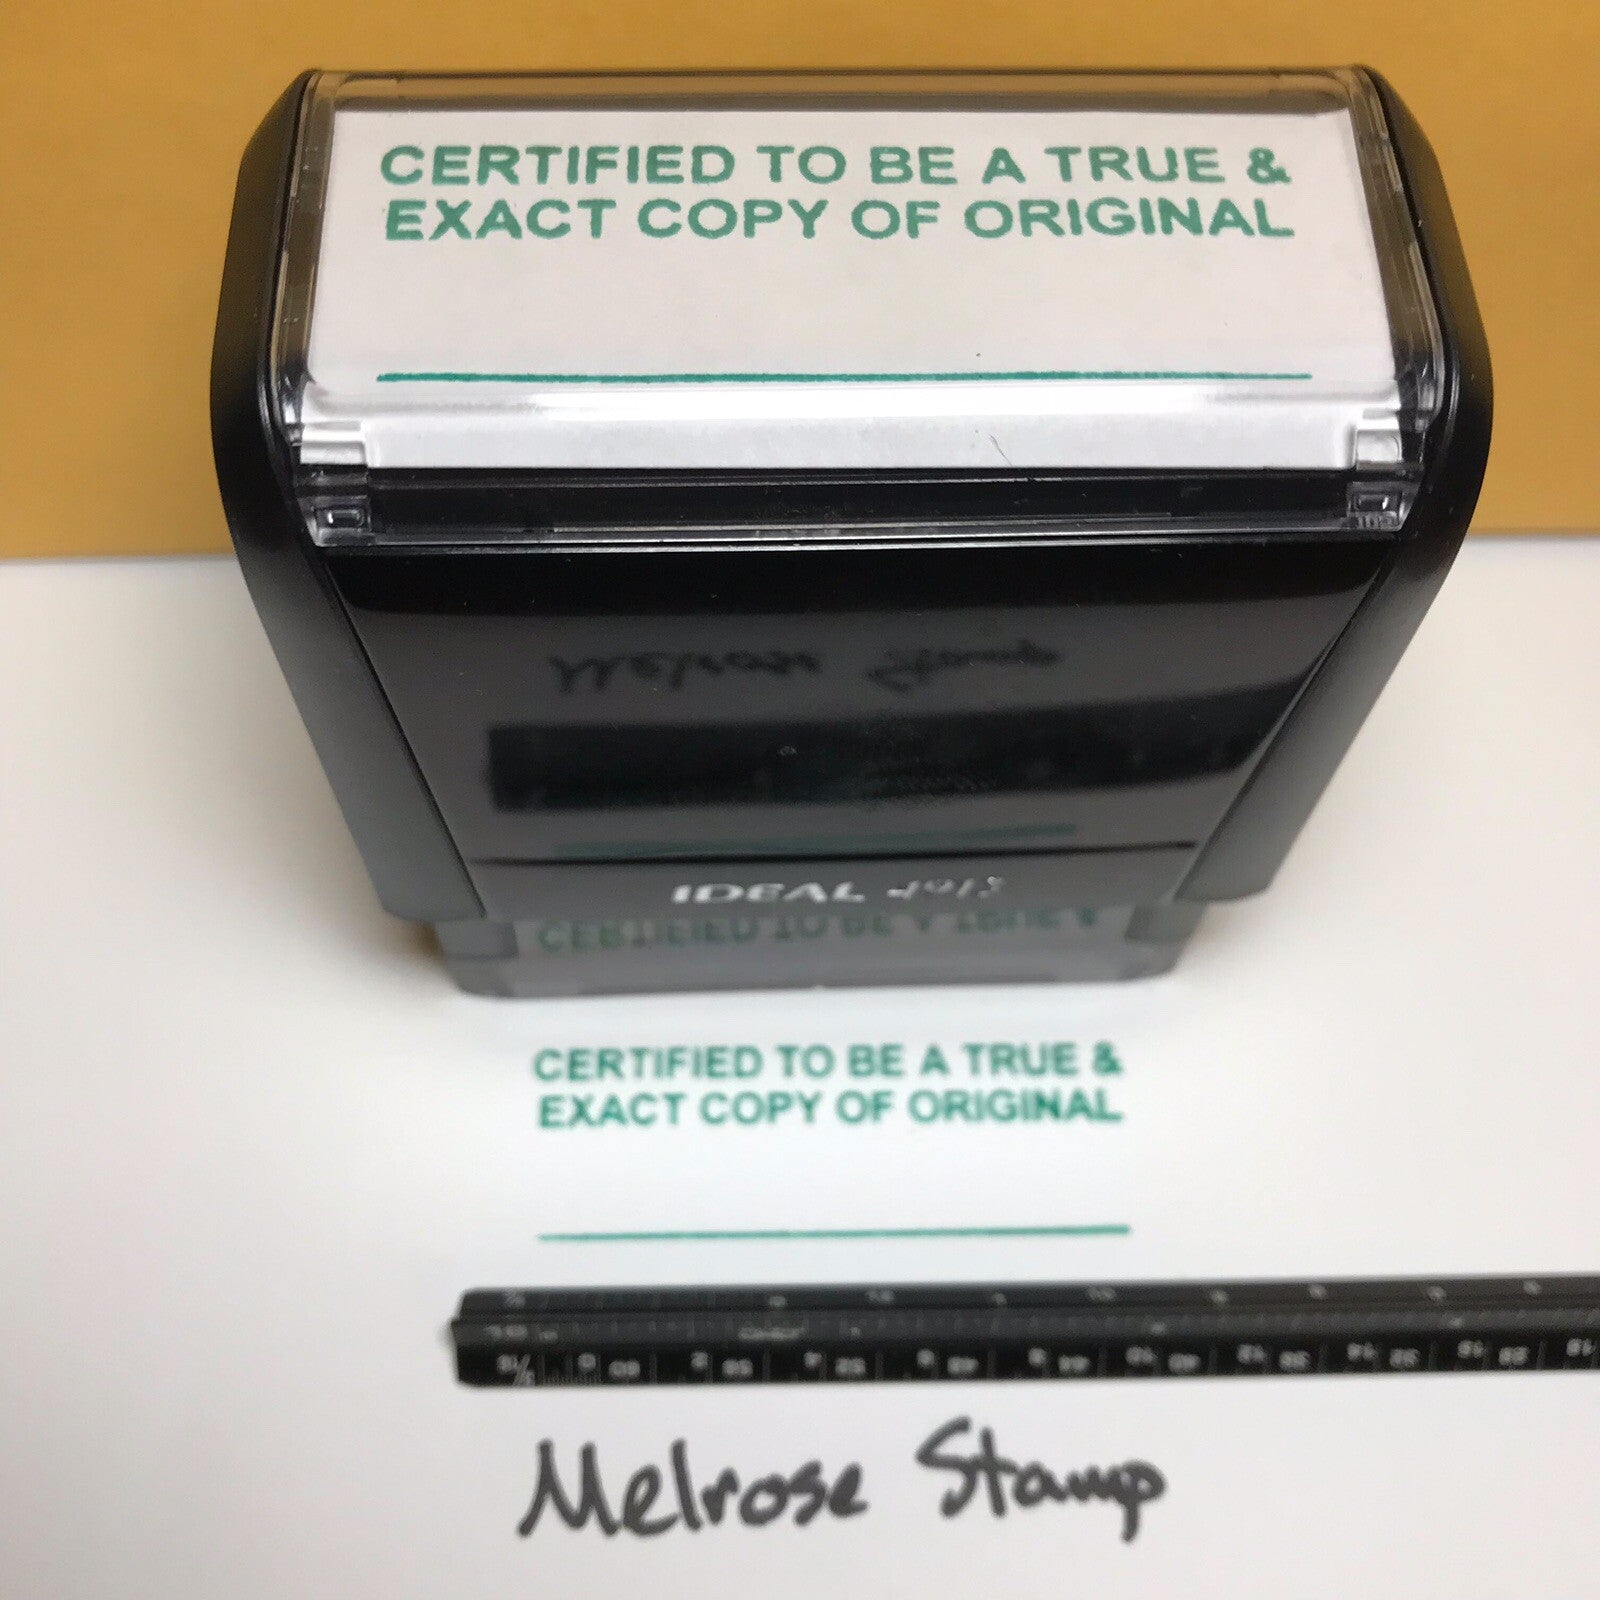 CERTIFIED TO BE A TRUE &
EXACT COPY OF ORIGINAL
IDEAL 4913
CERTIFIED TO BE A TRUE &
EXACT COPY OF ORIGINAL
Melrose Stamp